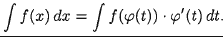 ∫ f(x) dx = ∫ f(φ(t)) · φ′(t) dt.